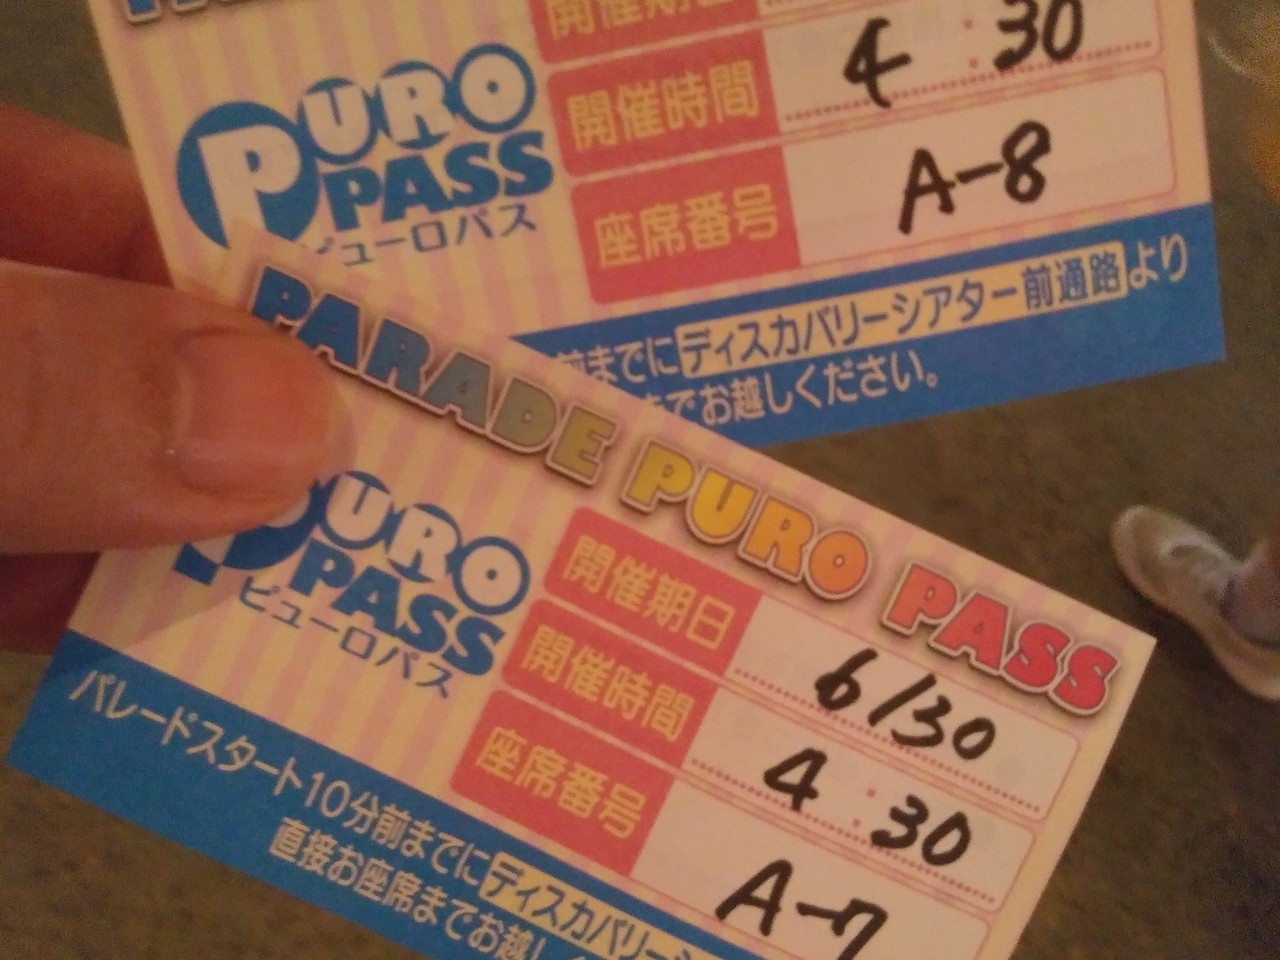 開催期日
PURO
PASS
ピューロパス
開催時間 4:30
座席番号 A-8
前までにディスカバリーシアター前通路より
までお越しください。
PARADE PURO PASS
PURO
PASS
ピューロパス
開催期日 6/30
開催時間 4:30
座席番号 A-7
パレードスタート10分前までにディスカバリー
直接お座席までお越し